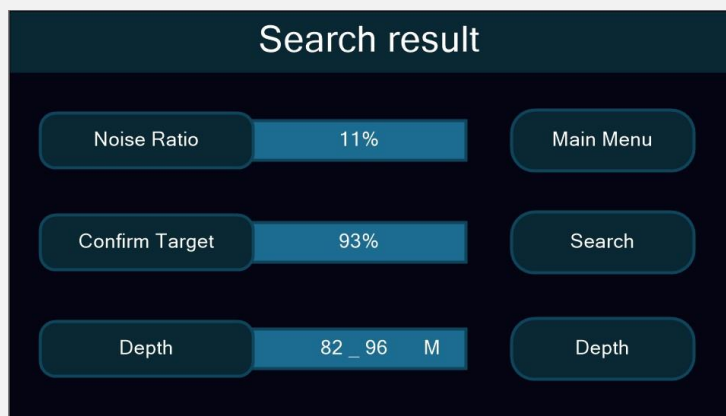 Search result
Noise Ratio 11% Main Menu
Confirm Target 93% Search
Depth 82 _ 96 M Depth